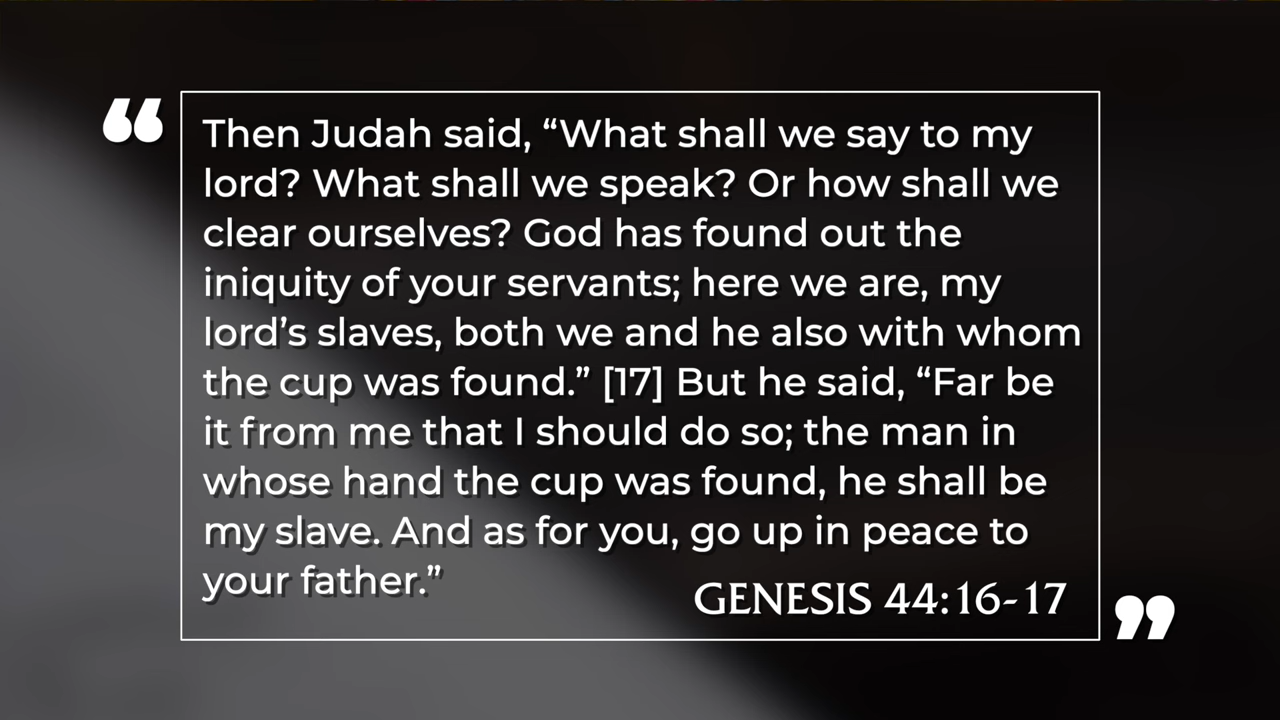 “
Then Judah said, “What shall we say to my
lord? What shall we speak? Or how shall we
clear ourselves? God has found out the
iniquity of your servants; here we are, my
lord’s slaves, both we and he also with whom
the cup was found.” [17] But he said, “Far be
it from me that I should do so; the man in
whose hand the cup was found, he shall be
my slave. And as for you, go up in peace to
your father.”
GENESIS 44:16-17
”